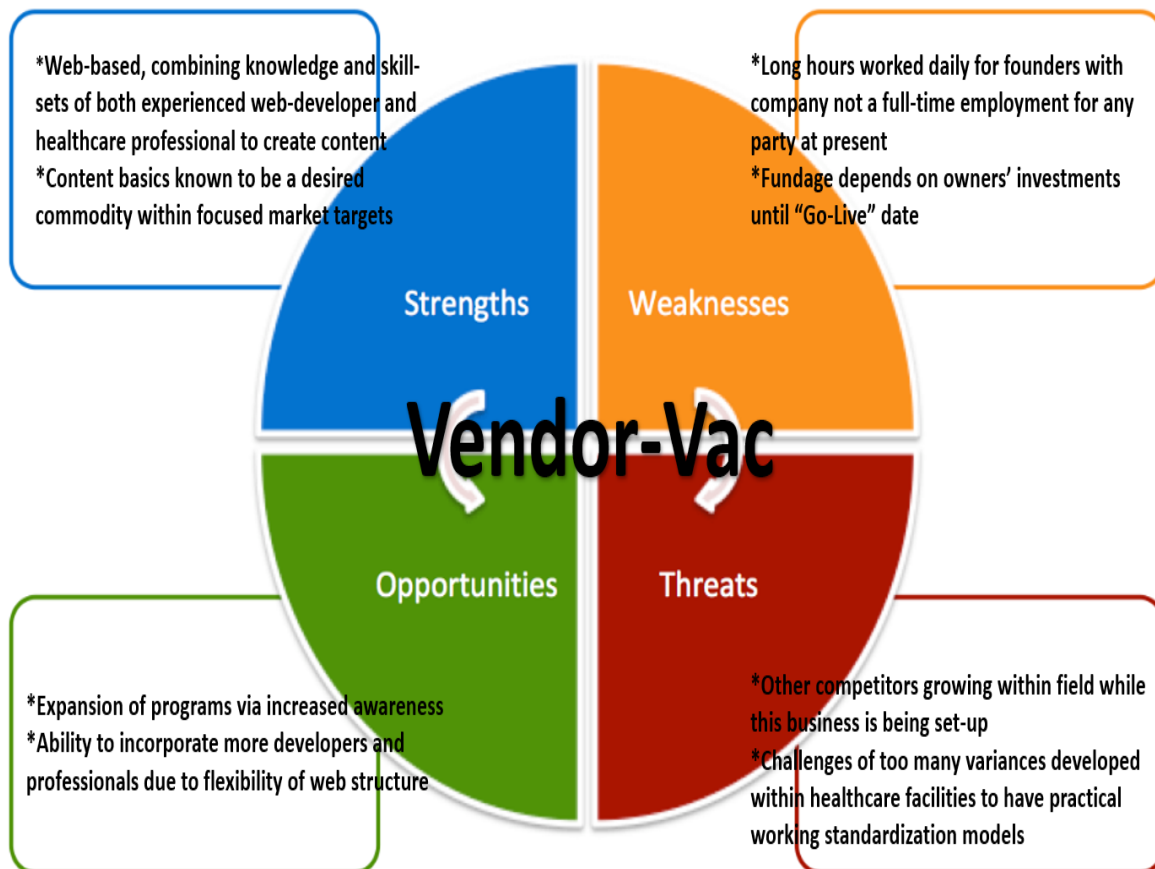 *Web-based, combining knowledge and skill-
sets of both experienced web-developer and
healthcare professional to create content
*Content basics known to be a desired
commodity within focused market targets
*Long hours worked daily for founders with
company not a full-time employment for any
party at present
*Fundage depends on owners’ investments
until “Go-Live” date
Strengths
Weaknesses
Vendor-Vac
Opportunities
Threats
*Expansion of programs via increased awareness
*Ability to incorporate more developers and
professionals due to flexibility of web structure
*Other competitors growing within field while
this business is being set-up
*Challenges of too many variances developed
within healthcare facilities to have practical
working standardization models